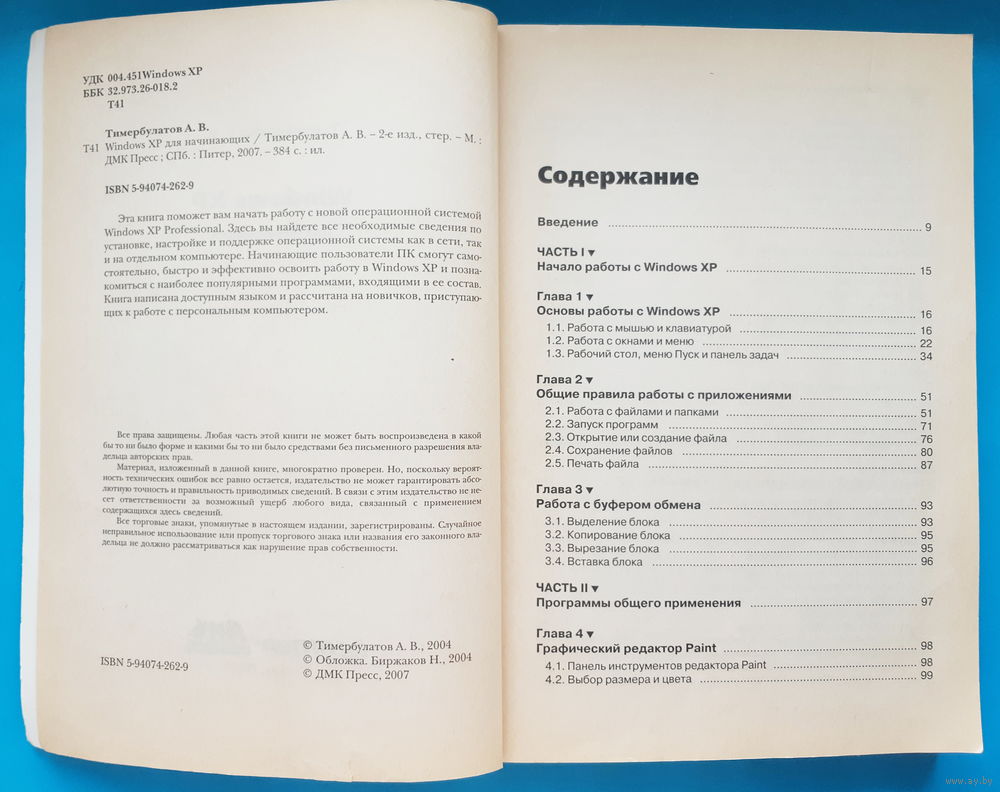 УДК 004.451Windows XP
ББК 32.973.26-018.2
Т41
Тимербулатов А. В.
Т41 Windows XP для начинающих / Тимербулатов А. В. – 2-е изд., стер. – М. :
ДМК Пресс ; СПб. : Питер, 2007. – 384 с. : ил.
ISBN 5-94074-262-9
Эта книга поможет вам начать работу с новой операционной системой
Windows XP Professional. Здесь вы найдете все необходимые сведения по
установке, настройке и поддержке операционной системы как в сети, так
и на отдельном компьютере. Начинающие пользователи ПК смогут само-
стоятельно, быстро и эффективно освоить работу в Windows XP и позна-
комиться с наиболее популярными программами, входящими в ее состав.
Книга написана доступным языком и рассчитана на новичков, приступаю-
щих к работе с персональным компьютером.
Все права защищены. Любая часть этой книги не может быть воспроизведена в какой
бы то ни было форме и какими бы то ни было средствами без письменного разрешения вла-
дельца авторских прав.
Материал, изложенный в данной книге, многократно проверен. Но, поскольку вероят-
ность технических ошибок все равно остается, издательство не может гарантировать абсо-
лютную точность и правильность приводимых сведений. В связи с этим издательство не не-
сет ответственности за возможный ущерб любого вида, связанный с применением
содержащихся здесь сведений.
Все торговые знаки, упомянутые в настоящем издании, зарегистрированы. Случайное
неправильное использование или пропуск торгового знака или названия его законного вла-
дельца не должно рассматриваться как нарушение прав собственности.
ISBN 5-94074-262-9
© Тимербулатов А. В., 2004
© Обложка. Биржаков Н., 2004
© ДМК Пресс, 2007
Содержание
Введение ........ 9
ЧАСТЬ I ▼
Начало работы с Windows XP ........ 15
Глава 1 ▼
Основы работы с Windows XP ........ 16
1.1. Работа с мышью и клавиатурой ........ 16
1.2. Работа с окнами и меню ........ 22
1.3. Рабочий стол, меню Пуск и панель задач ........ 34
Глава 2 ▼
Общие правила работы с приложениями ........ 51
2.1. Работа с файлами и папками ........ 51
2.2. Запуск программ ........ 71
2.3. Открытие или создание файла ........ 76
2.4. Сохранение файлов ........ 80
2.5. Печать файла ........ 87
Глава 3 ▼
Работа с буфером обмена ........ 93
3.1. Выделение блока ........ 93
3.2. Копирование блока ........ 95
3.3. Вырезание блока ........ 95
3.4. Вставка блока ........ 96
ЧАСТЬ II ▼
Программы общего применения ........ 97
Глава 4 ▼
Графический редактор Paint ........ 98
4.1. Панель инструментов редактора Paint ........ 98
4.2. Выбор размера и цвета ........ 99
www.ay.by